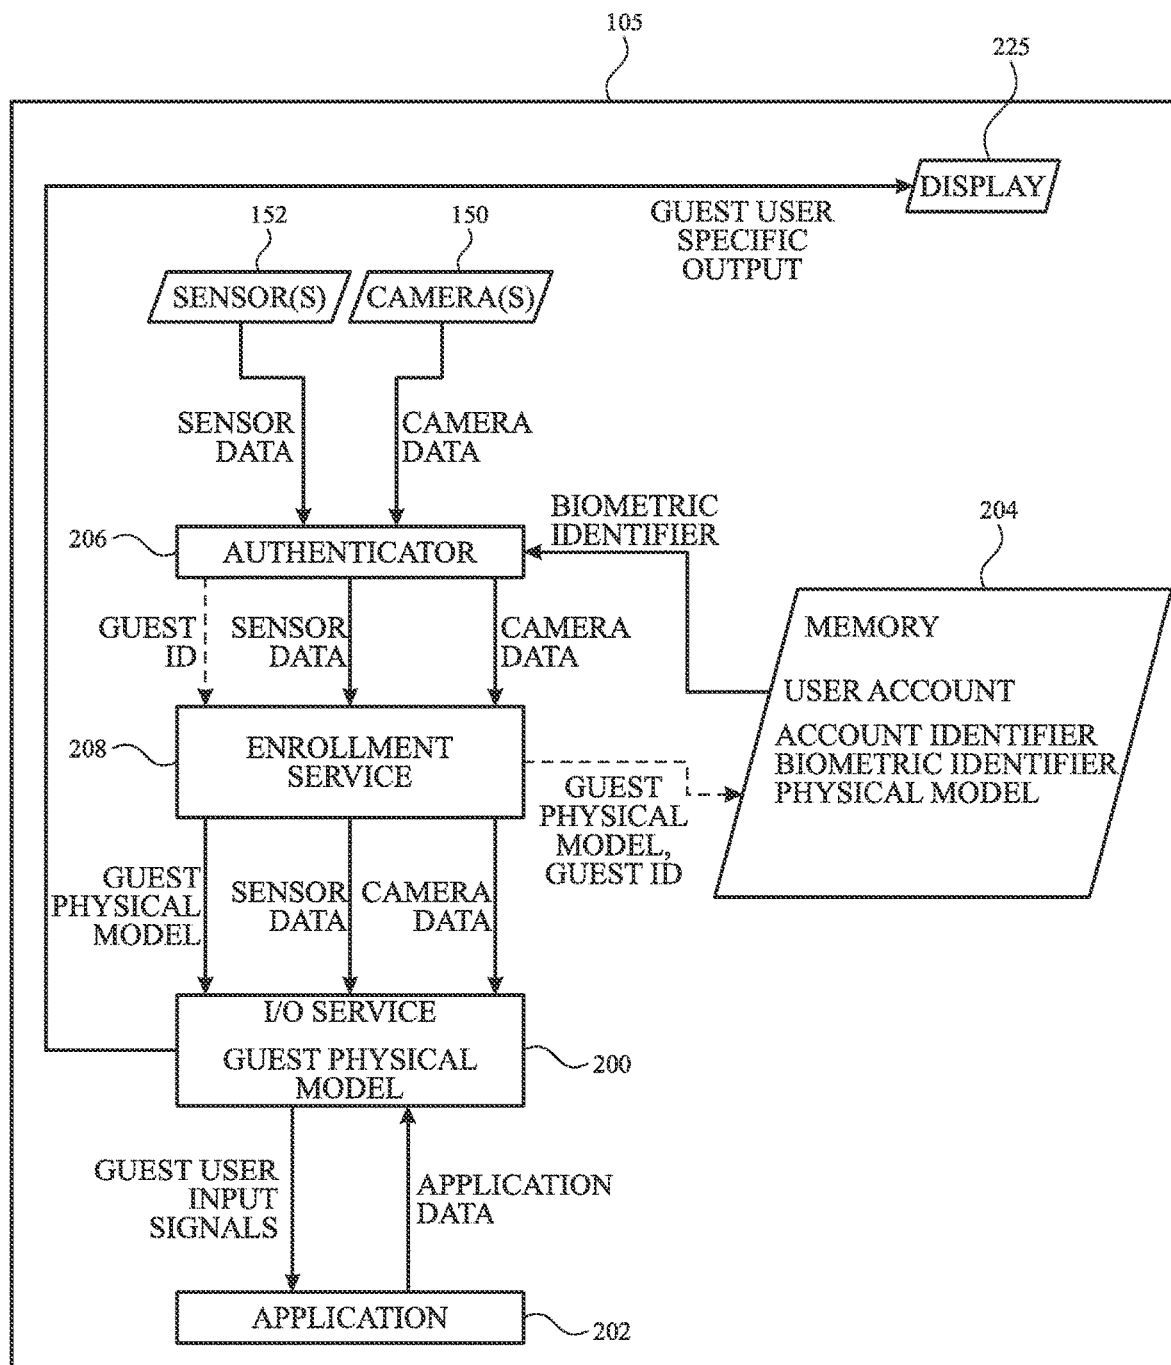 105
225
DISPLAY
GUEST USER
SPECIFIC
OUTPUT
152
150
SENSOR(S)
CAMERA(S)
SENSOR
DATA
CAMERA
DATA
BIOMETRIC
IDENTIFIER
206
AUTHENTICATOR
204
GUEST
ID
SENSOR
DATA
CAMERA
DATA
MEMORY
USER ACCOUNT
ACCOUNT IDENTIFIER
BIOMETRIC IDENTIFIER
PHYSICAL MODEL
208
ENROLLMENT
SERVICE
GUEST
PHYSICAL
MODEL,
GUEST ID
GUEST
PHYSICAL
MODEL
SENSOR
DATA
CAMERA
DATA
I/O SERVICE
GUEST PHYSICAL
MODEL
200
GUEST USER
INPUT
SIGNALS
APPLICATION
DATA
APPLICATION
202